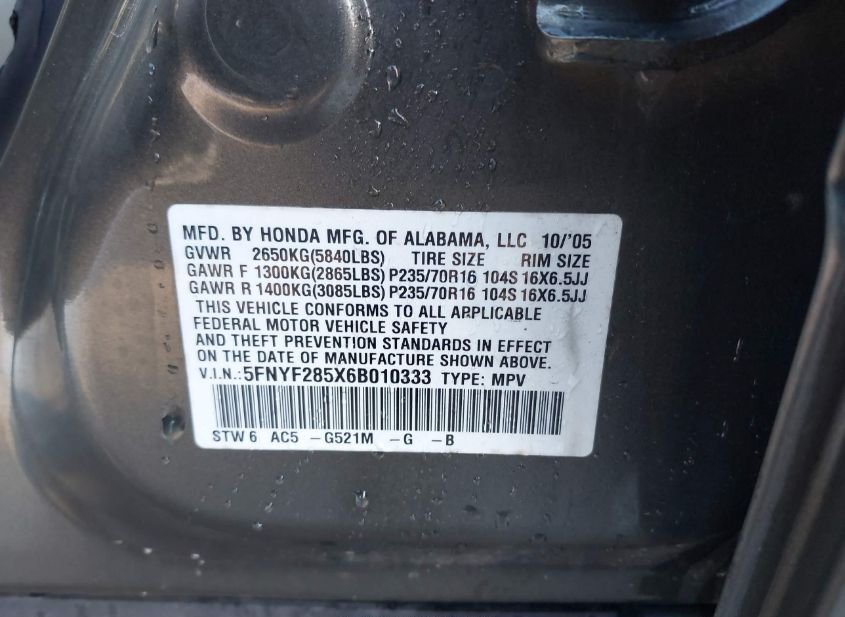 MFD. BY HONDA MFG. OF ALABAMA, LLC 10/'05
GVWR 2650KG(5840LBS) TIRE SIZE RIM SIZE
GAWR F 1300KG(2865LBS) P235/70R16 104S 16X6.5JJ
GAWR R 1400KG(3085LBS) P235/70R16 104S 16X6.5JJ
THIS VEHICLE CONFORMS TO ALL APPLICABLE
FEDERAL MOTOR VEHICLE SAFETY
AND THEFT PREVENTION STANDARDS IN EFFECT
ON THE DATE OF MANUFACTURE SHOWN ABOVE.
V.I.N.: 5FNYF285X6B010333 TYPE: MPV
STW 6 AC5 -G521M -G -B